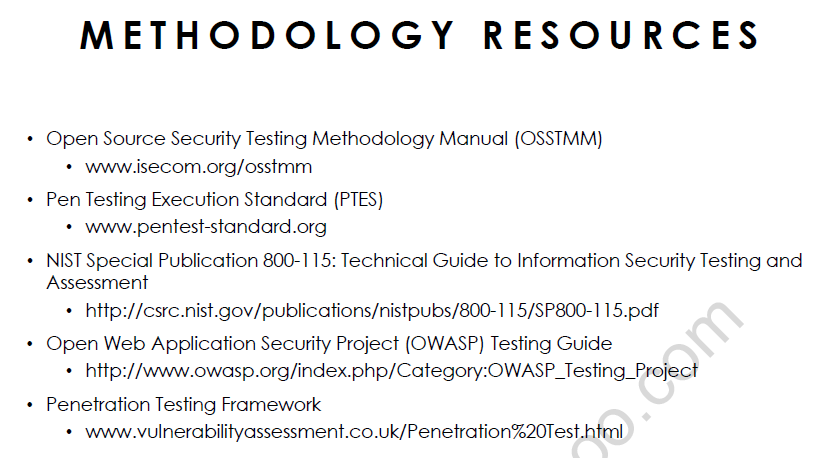 METHODOLOGY RESOURCES
• Open Source Security Testing Methodology Manual (OSSTMM)
• www.isecom.org/osstmm
• Pen Testing Execution Standard (PTES)
• www.pentest-standard.org
• NIST Special Publication 800-115: Technical Guide to Information Security Testing and
Assessment
• http://csrc.nist.gov/publications/nistpubs/800-115/SP800-115.pdf
• Open Web Application Security Project (OWASP) Testing Guide
• http://www.owasp.org/index.php/Category:OWASP_Testing_Project
• Penetration Testing Framework
• www.vulnerabilityassessment.co.uk/Penetration%20Test.html